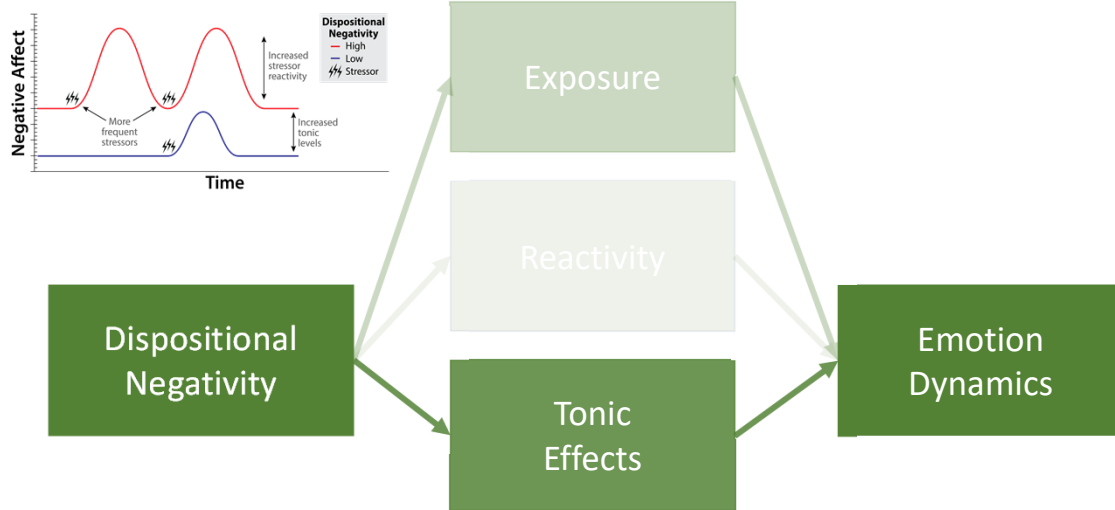 Dispositional
Negativity
High
Low
Stressor
Negative Affect
Increased
stressor
reactivity
More
frequent
stressors
Increased
tonic
levels
Time
Exposure
Reactivity
Dispositional
Negativity
Tonic
Effects
Emotion
Dynamics